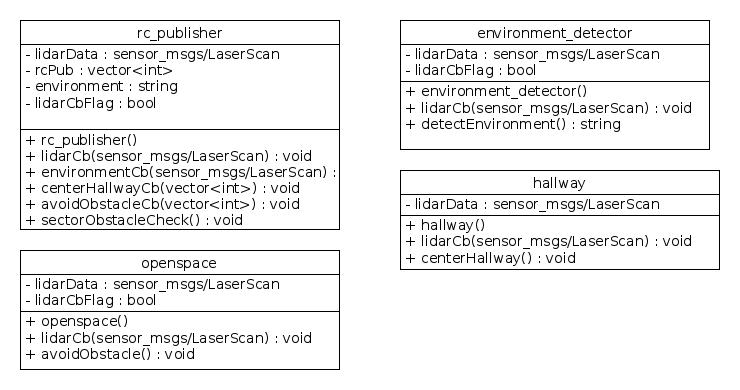 rc_publisher
- lidarData : sensor_msgs/LaserScan
- rcPub : vector<int>
- environment : string
- lidarCbFlag : bool
+ rc_publisher()
+ lidarCb(sensor_msgs/LaserScan) : void
+ environmentCb(sensor_msgs/LaserScan) :
+ centerHallwayCb(vector<int>) : void
+ avoidObstacleCb(vector<int>) : void
+ sectorObstacleCheck() : void
openspace
- lidarData : sensor_msgs/LaserScan
- lidarCbFlag : bool
+ openspace()
+ lidarCb(sensor_msgs/LaserScan) : void
+ avoidObstacle() : void
environment_detector
- lidarData : sensor_msgs/LaserScan
- lidarCbFlag : bool
+ environment_detector()
+ lidarCb(sensor_msgs/LaserScan) : void
+ detectEnvironment() : string
hallway
- lidarData : sensor_msgs/LaserScan
+ hallway()
+ lidarCb(sensor_msgs/LaserScan) : void
+ centerHallway() : void